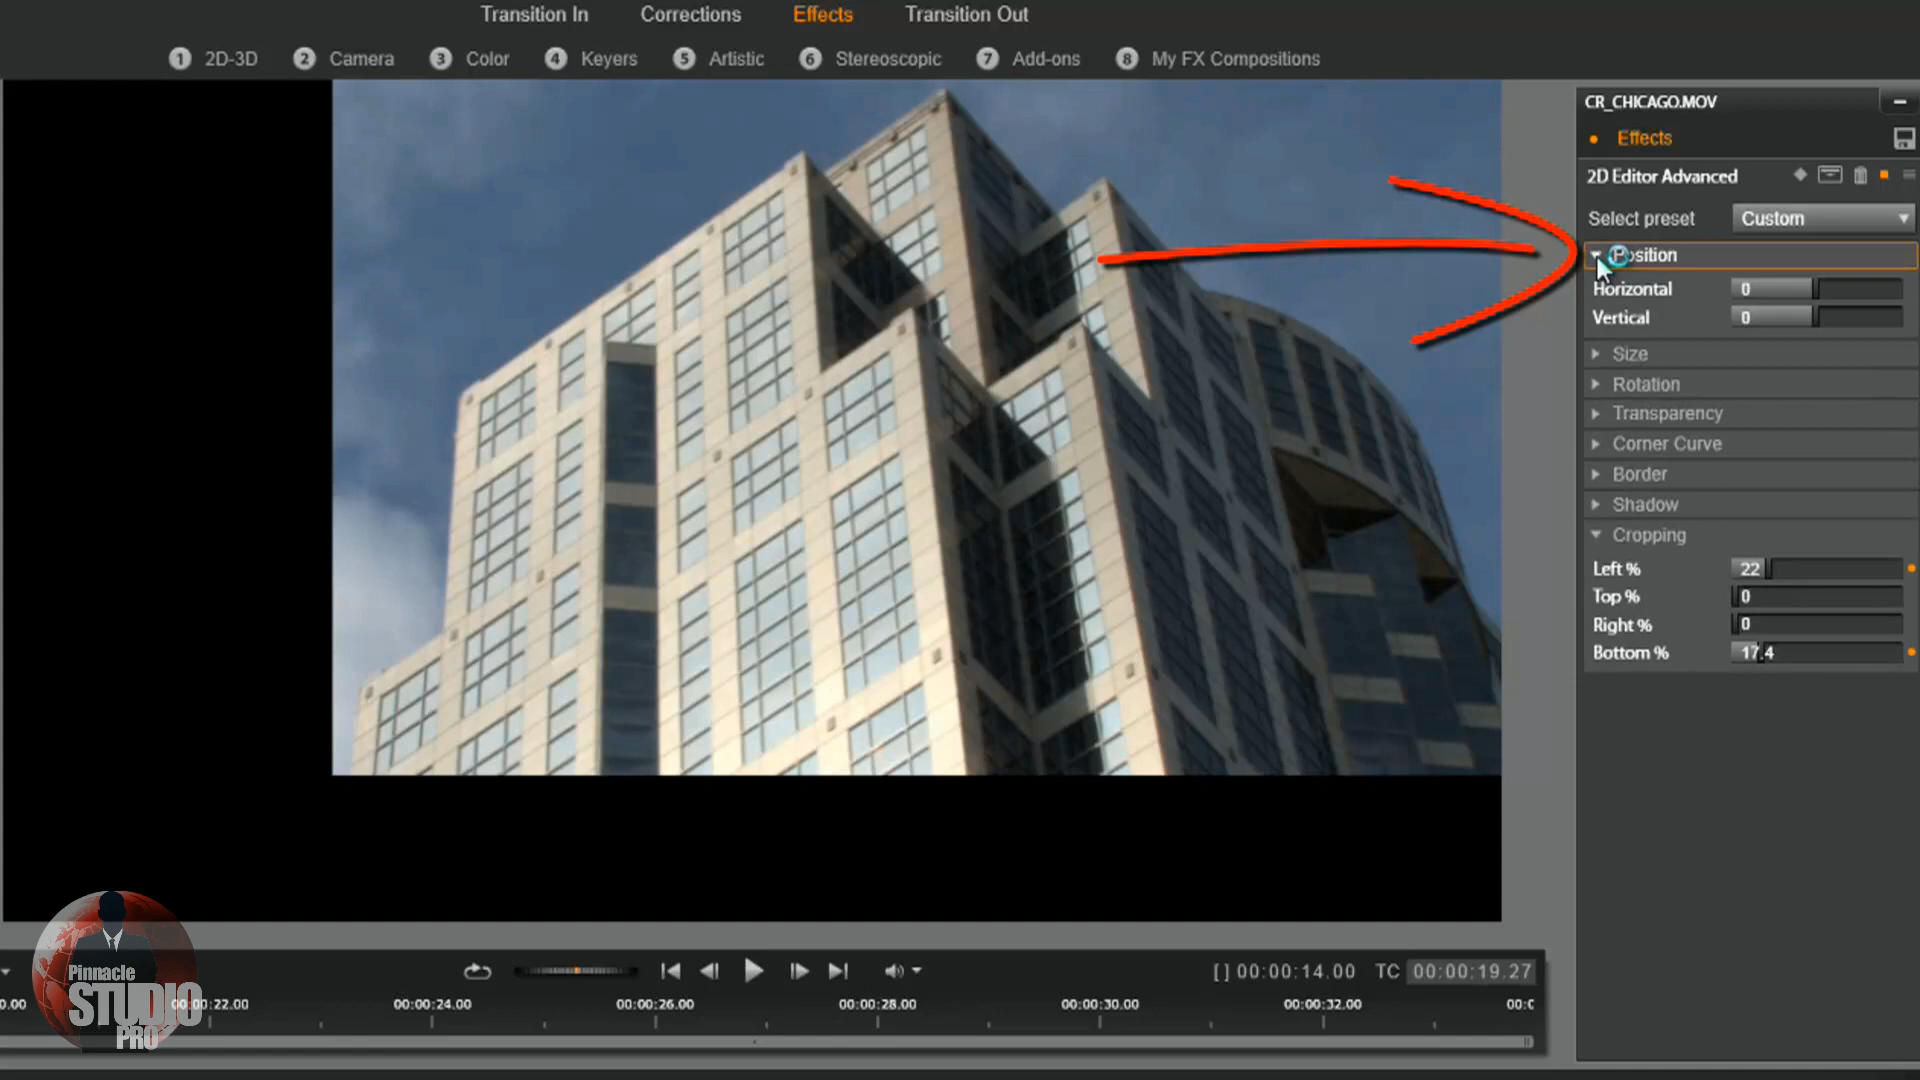 Transition In Corrections Effects Transition Out
1 2D-3D 2 Camera 3 Color 4 Keyers 5 Artistic 6 Stereoscopic 7 Add-ons 8 My FX Compositions
CR_CHICAGO.MOV
Effects
2D Editor Advanced
Select preset Custom
Position
Horizontal 0
Vertical 0
Size
Rotation
Transparency
Corner Curve
Border
Shadow
Cropping
Left % 22
Top % 0
Right % 0
Bottom % 17.4
[ ] 00:00:14.00 TC 00:00:19.27
0.00 00:00:22.00 00:00:24.00 00:00:26.00 00:00:28.00 00:00:30.00 00:00:32.00 00:0
Pinnacle
STUDIO
PRO